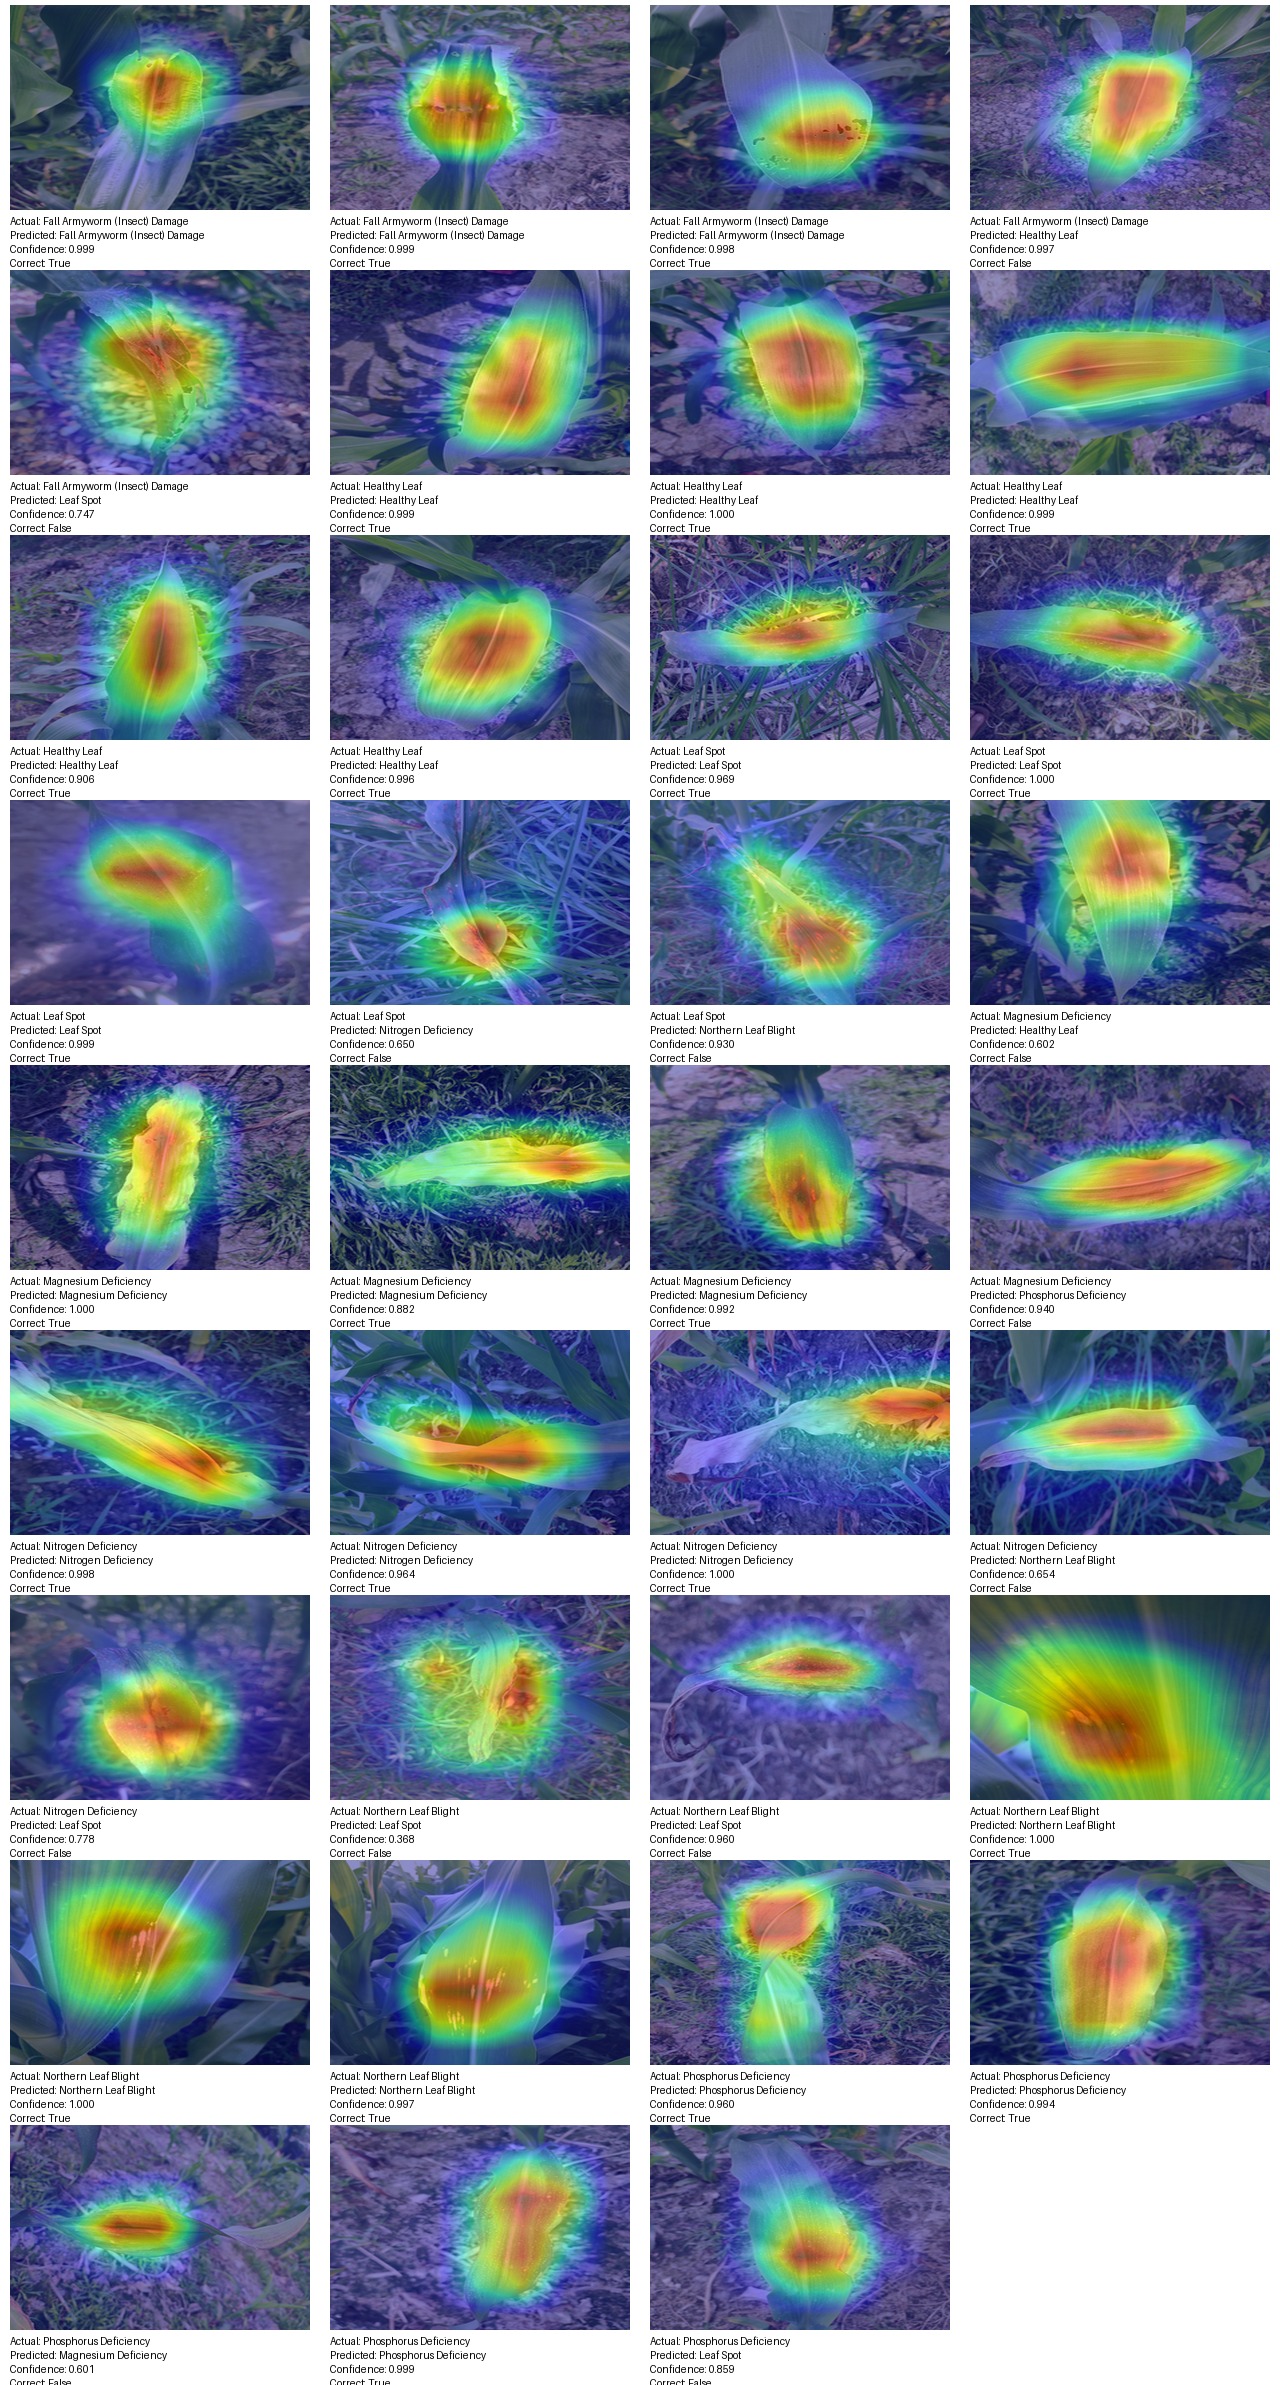 Actual: Fall Armyworm (Insect) Damage
Predicted: Fall Armyworm (Insect) Damage
Confidence: 0.999
Correct: True
Actual: Fall Armyworm (Insect) Damage
Predicted: Fall Armyworm (Insect) Damage
Confidence: 0.999
Correct: True
Actual: Fall Armyworm (Insect) Damage
Predicted: Fall Armyworm (Insect) Damage
Confidence: 0.998
Correct: True
Actual: Fall Armyworm (Insect) Damage
Predicted: Healthy Leaf
Confidence: 0.997
Correct: False
Actual: Fall Armyworm (Insect) Damage
Predicted: Leaf Spot
Confidence: 0.747
Correct: False
Actual: Healthy Leaf
Predicted: Healthy Leaf
Confidence: 0.999
Correct: True
Actual: Healthy Leaf
Predicted: Healthy Leaf
Confidence: 1.000
Correct: True
Actual: Healthy Leaf
Predicted: Healthy Leaf
Confidence: 0.999
Correct: True
Actual: Healthy Leaf
Predicted: Healthy Leaf
Confidence: 0.906
Correct: True
Actual: Healthy Leaf
Predicted: Healthy Leaf
Confidence: 0.996
Correct: True
Actual: Leaf Spot
Predicted: Leaf Spot
Confidence: 0.969
Correct: True
Actual: Leaf Spot
Predicted: Leaf Spot
Confidence: 1.000
Correct: True
Actual: Leaf Spot
Predicted: Leaf Spot
Confidence: 0.999
Correct: True
Actual: Leaf Spot
Predicted: Nitrogen Deficiency
Confidence: 0.650
Correct: False
Actual: Leaf Spot
Predicted: Northern Leaf Blight
Confidence: 0.930
Correct: False
Actual: Magnesium Deficiency
Predicted: Healthy Leaf
Confidence: 0.602
Correct: False
Actual: Magnesium Deficiency
Predicted: Magnesium Deficiency
Confidence: 1.000
Correct: True
Actual: Magnesium Deficiency
Predicted: Magnesium Deficiency
Confidence: 0.882
Correct: True
Actual: Magnesium Deficiency
Predicted: Magnesium Deficiency
Confidence: 0.992
Correct: True
Actual: Magnesium Deficiency
Predicted: Phosphorus Deficiency
Confidence: 0.940
Correct: False
Actual: Nitrogen Deficiency
Predicted: Nitrogen Deficiency
Confidence: 0.998
Correct: True
Actual: Nitrogen Deficiency
Predicted: Nitrogen Deficiency
Confidence: 0.964
Correct: True
Actual: Nitrogen Deficiency
Predicted: Nitrogen Deficiency
Confidence: 1.000
Correct: True
Actual: Nitrogen Deficiency
Predicted: Northern Leaf Blight
Confidence: 0.654
Correct: False
Actual: Nitrogen Deficiency
Predicted: Leaf Spot
Confidence: 0.778
Correct: False
Actual: Northern Leaf Blight
Predicted: Leaf Spot
Confidence: 0.368
Correct: False
Actual: Northern Leaf Blight
Predicted: Leaf Spot
Confidence: 0.960
Correct: False
Actual: Northern Leaf Blight
Predicted: Northern Leaf Blight
Confidence: 1.000
Correct: True
Actual: Northern Leaf Blight
Predicted: Northern Leaf Blight
Confidence: 1.000
Correct: True
Actual: Northern Leaf Blight
Predicted: Northern Leaf Blight
Confidence: 0.997
Correct: True
Actual: Phosphorus Deficiency
Predicted: Phosphorus Deficiency
Confidence: 0.960
Correct: True
Actual: Phosphorus Deficiency
Predicted: Phosphorus Deficiency
Confidence: 0.994
Correct: True
Actual: Phosphorus Deficiency
Predicted: Magnesium Deficiency
Confidence: 0.601
Correct: False
Actual: Phosphorus Deficiency
Predicted: Phosphorus Deficiency
Confidence: 0.999
Correct: True
Actual: Phosphorus Deficiency
Predicted: Leaf Spot
Confidence: 0.859
Correct: False